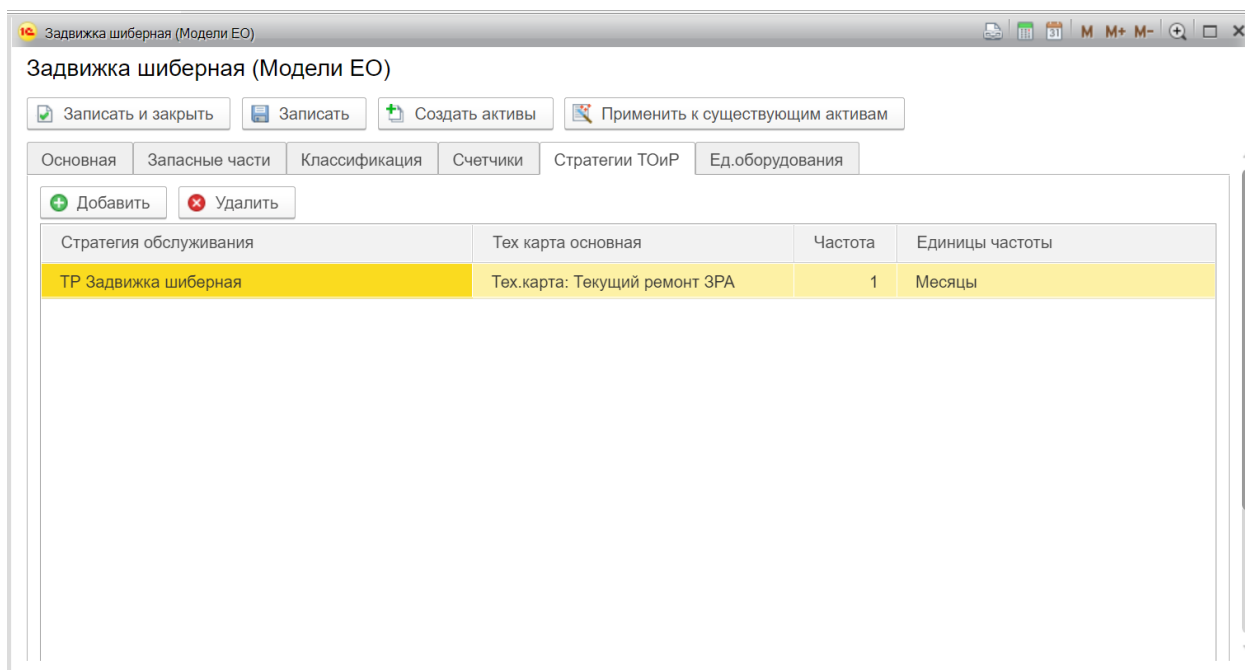 1С Задвижка шиберная (Модели ЕО) 31 M M+ M-
Задвижка шиберная (Модели ЕО)
Записать и закрыть Записать Создать активы Применить к существующим активам
Основная Запасные части Классификация Счетчики Стратегии ТОиР Ед.оборудования
Добавить Удалить
Стратегия обслуживания Тех карта основная Частота Единицы частоты
ТР Задвижка шиберная Тех.карта: Текущий ремонт ЗРА 1 Месяцы